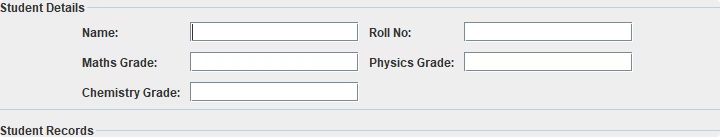 Student Details
Name: Roll No:
Maths Grade: Physics Grade:
Chemistry Grade:
Student Records